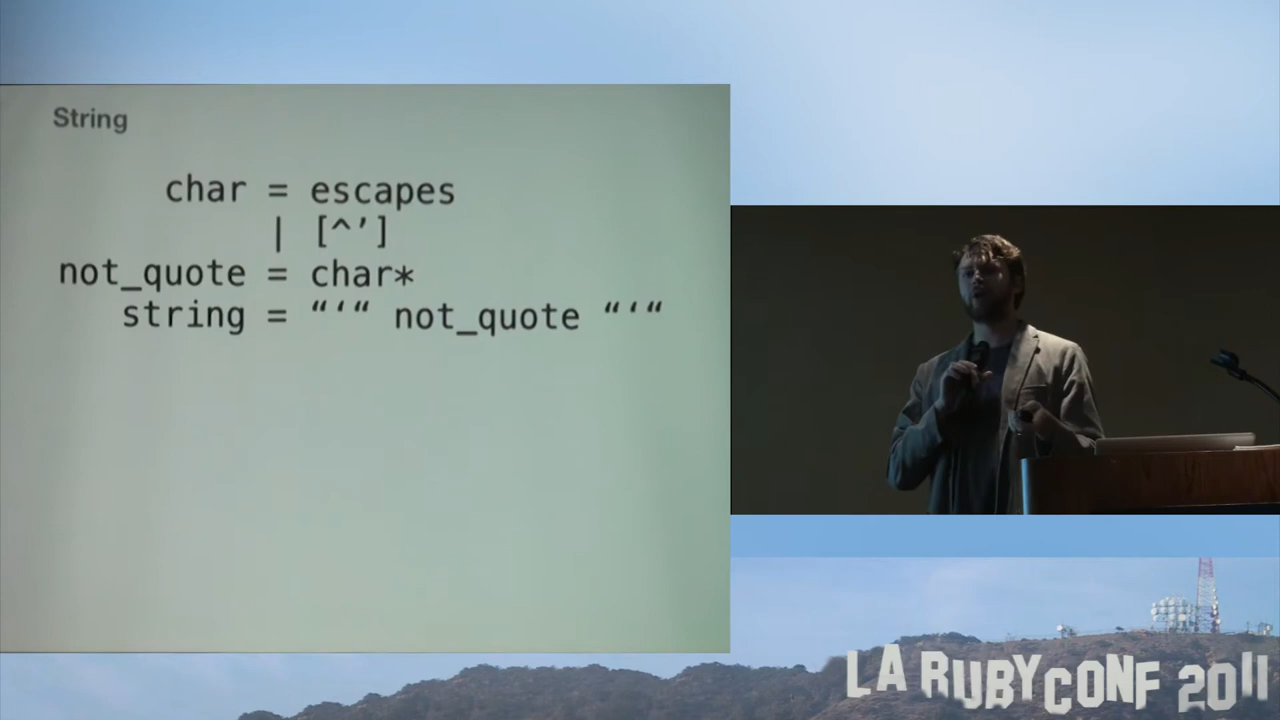 String
char = escapes
| [^’]
not_quote = char*
string = “‘“ not_quote “‘“
LA RUBYCONF 2011